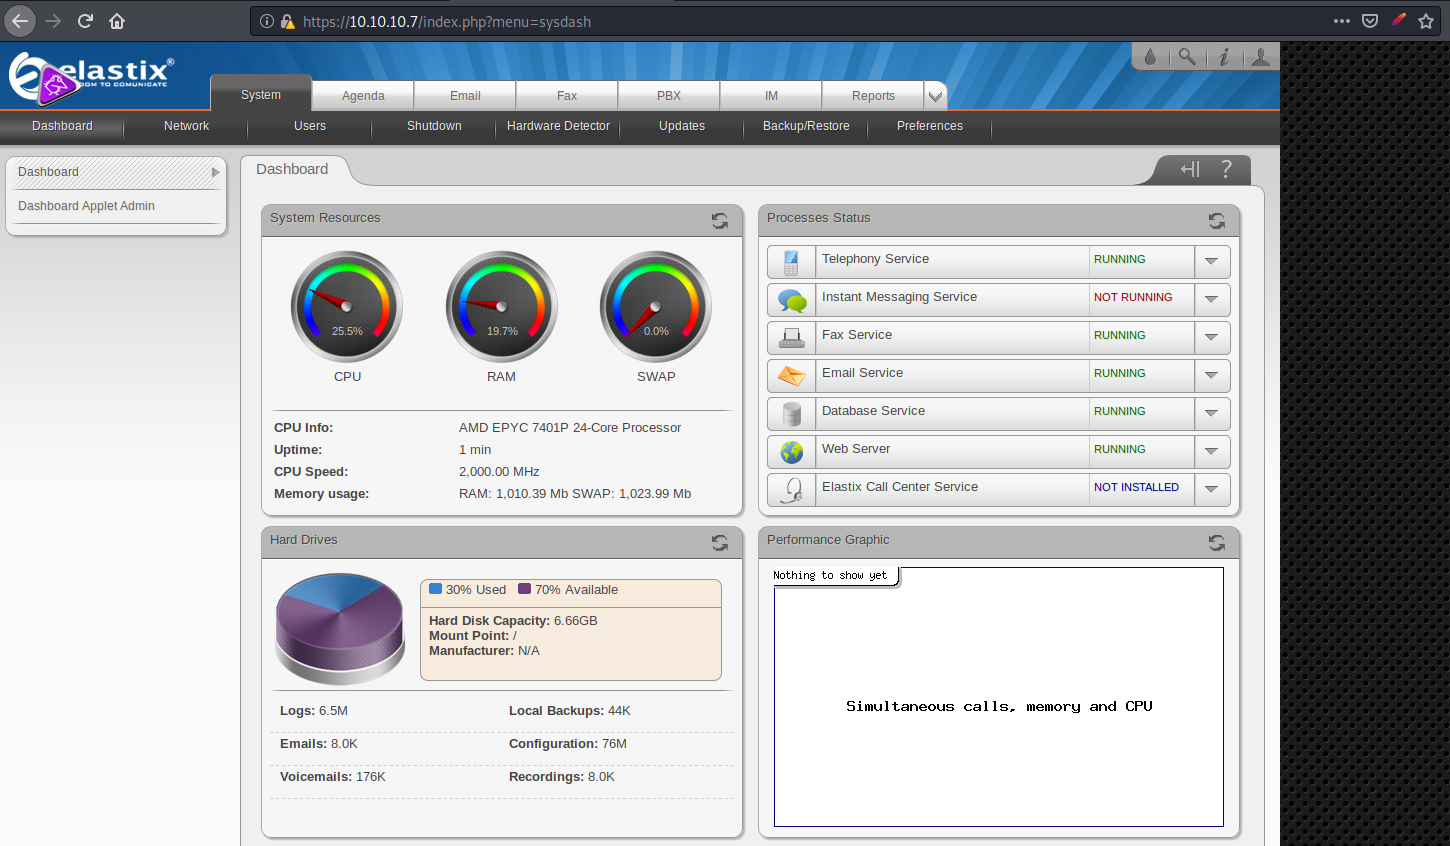 https://10.10.10.7/index.php?menu=sysdash
elastix®
DOM TO COMUNICATE
System
Agenda
Email
Fax
PBX
IM
Reports
Dashboard
Network
Users
Shutdown
Hardware Detector
Updates
Backup/Restore
Preferences
Dashboard
Dashboard Applet Admin
Dashboard
?
System Resources
25.5%
19.7%
0.0%
CPU
RAM
SWAP
CPU Info: AMD EPYC 7401P 24-Core Processor
Uptime: 1 min
CPU Speed: 2,000.00 MHz
Memory usage: RAM: 1,010.39 Mb SWAP: 1,023.99 Mb
Processes Status
Telephony Service RUNNING
Instant Messaging Service NOT RUNNING
Fax Service RUNNING
Email Service RUNNING
Database Service RUNNING
Web Server RUNNING
Elastix Call Center Service NOT INSTALLED
Hard Drives
30% Used 70% Available
Hard Disk Capacity: 6.66GB
Mount Point: /
Manufacturer: N/A
Logs: 6.5M Local Backups: 44K
Emails: 8.0K Configuration: 76M
Voicemails: 176K Recordings: 8.0K
Performance Graphic
Nothing to show yet
Simultaneous calls, memory and CPU